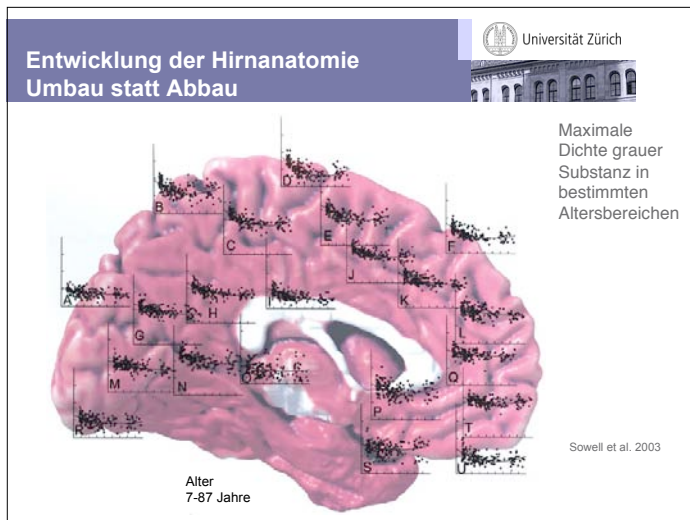 Entwicklung der Hirnanatomie
Umbau statt Abbau
Universität Zürich
Maximale
Dichte grauer
Substanz in
bestimmten
Altersbereichen
D
B
E
C
F
J
A
H
I
K
G
L
M
N
O
Q
P
R
T
S
U
Sowell et al. 2003
Alter
7-87 Jahre